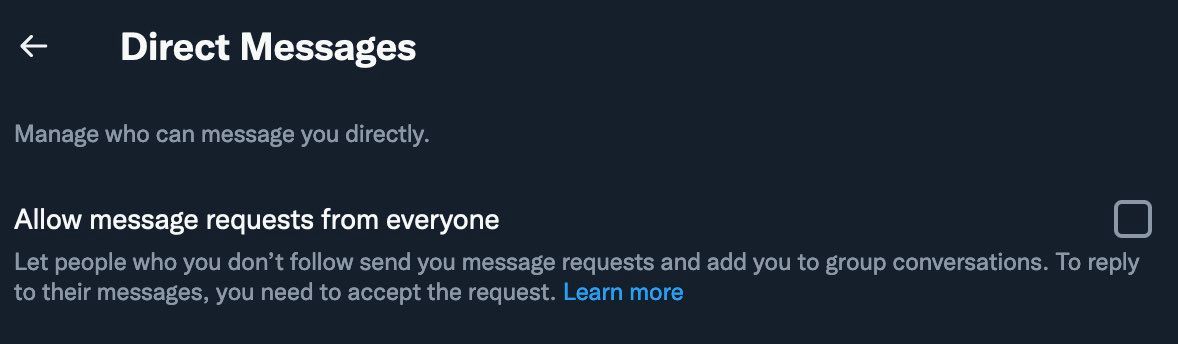 Direct Messages
Manage who can message you directly.
Allow message requests from everyone
Let people who you don’t follow send you message requests and add you to group conversations. To reply
to their messages, you need to accept the request. Learn more